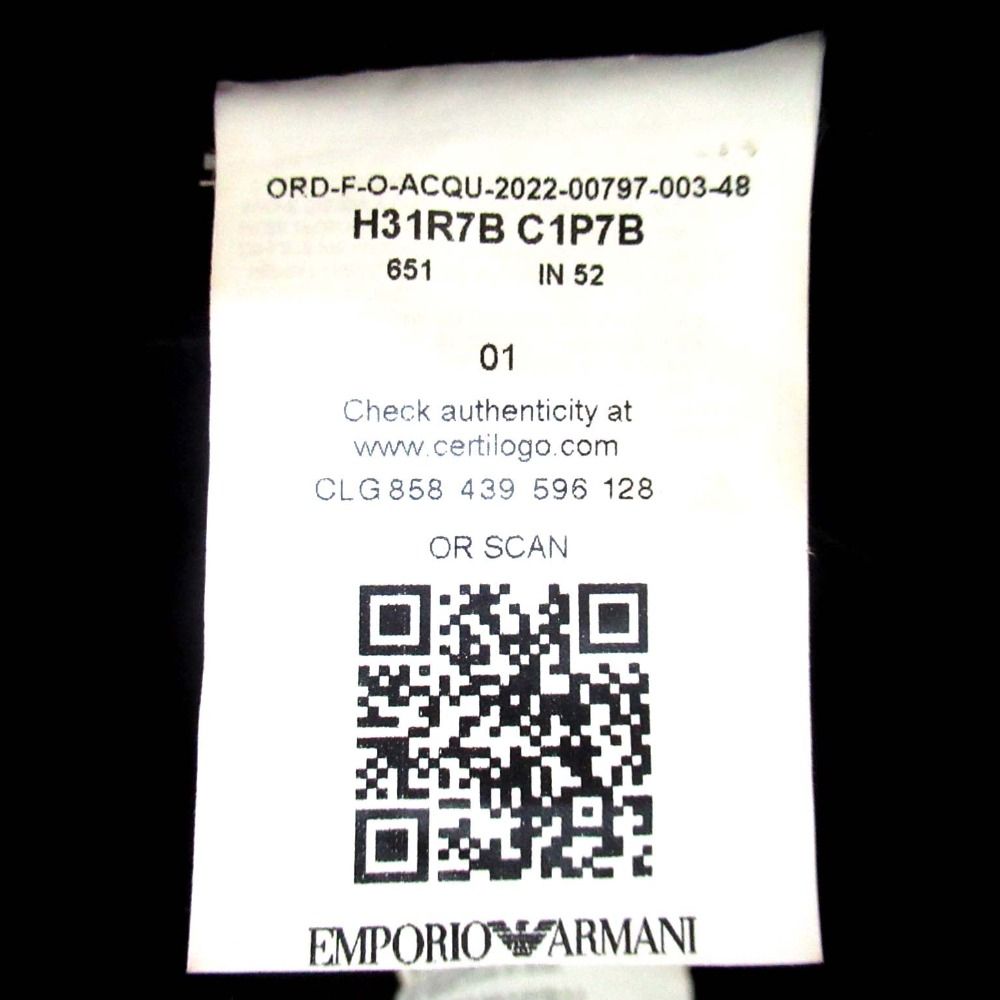 ORD-F-O-ACQU-2022-00797-003-48
H31R7B C1P7B
651 IN 52
01
Check authenticity at
www.certilogo.com
CLG 858 439 596 128
OR SCAN
EMPORIO ARMANI